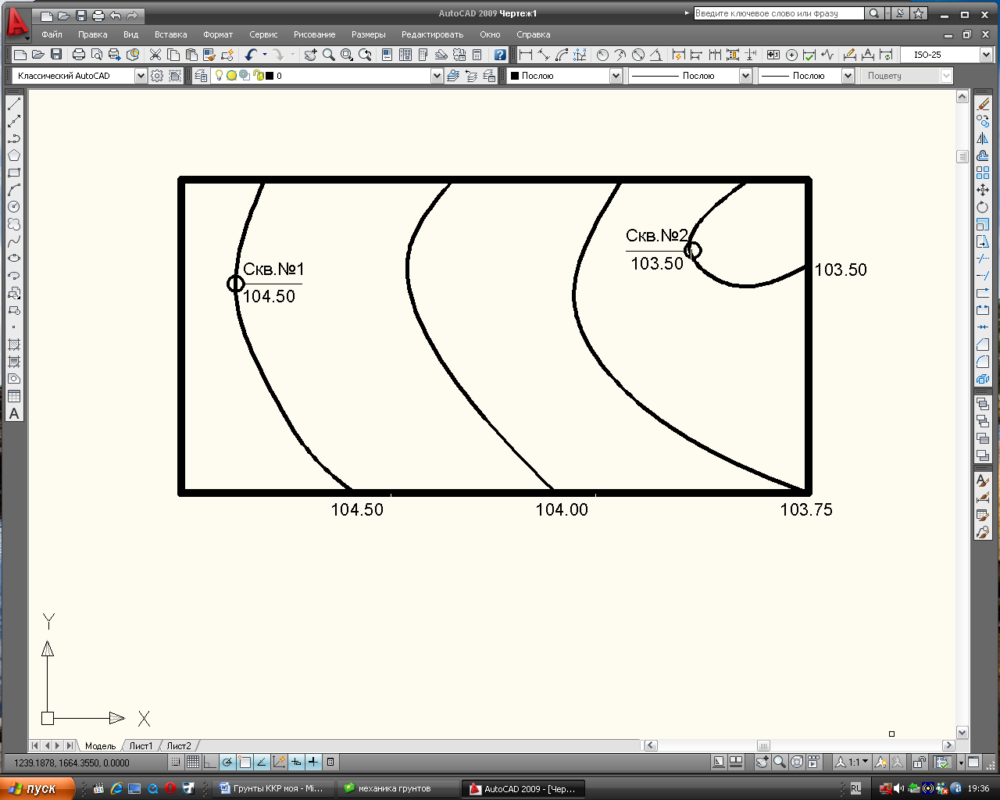 AutoCAD 2009 Чертеж1
Введите ключевое слово или фразу
Файл Правка Вид Вставка Формат Сервис Рисование Размеры Редактировать Окно Справка
ISO-25
Классический AutoCAD
0
Послою
Послою
Послою
Поцвету
Скв.№2
103.50
103.50
Скв.№1
104.50
104.50
104.00
103.75
Y
X
Модель Лист1 Лист2
1239.1878, 1664.3550, 0.0000
1:1
пуск
Грунты ККР моя - Mi...
механика грунтов
AutoCAD 2009 - [Чер...
RL
19:36